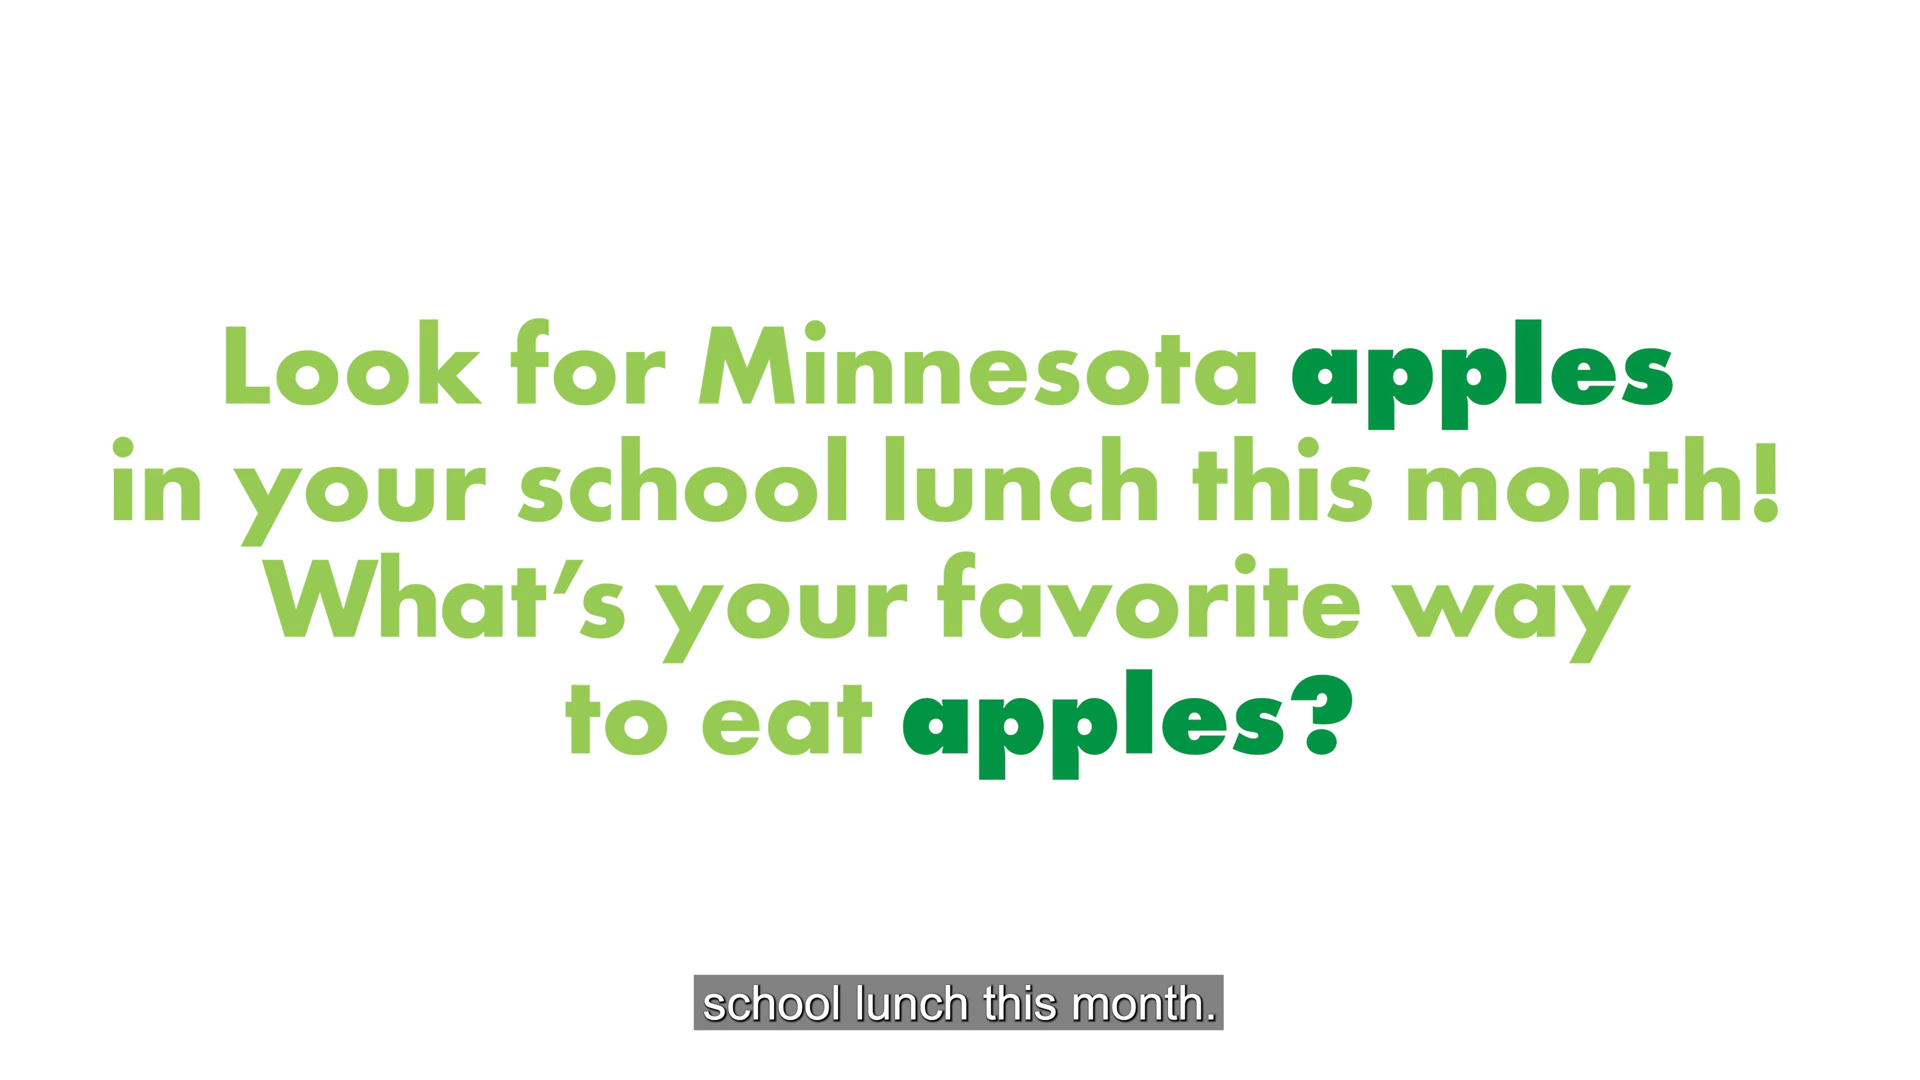 Look for Minnesota apples
in your school lunch this month!
What’s your favorite way
to eat apples?
school lunch this month.